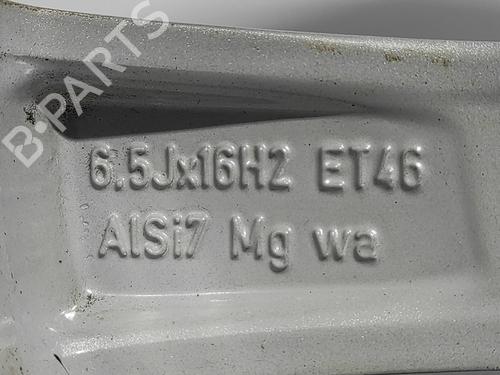 B-PARTS
6.5Jx16H2 ET46
AlSi7 Mg wa